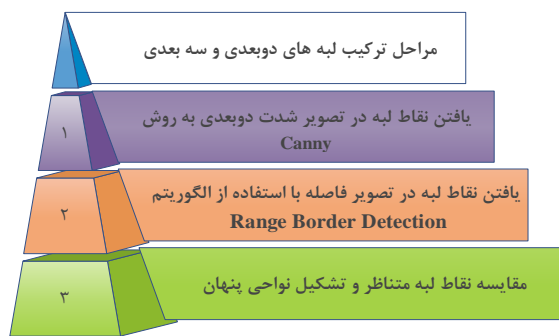 مراحل ترکیب لبه های دوبعدی و سه بعدی
۱
یافتن نقاط لبه در تصویر شدت دوبعدی به روش
Canny
۲
یافتن نقاط لبه در تصویر فاصله با استفاده از الگوریتم
Range Border Detection
۳
مقایسه نقاط لبه متناظر و تشکیل نواحی پنهان